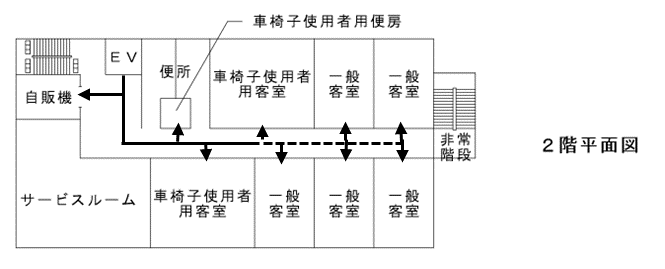 車椅子使用者用便房
ＥＶ
便所
車椅子使用者
用客室
一般
客室
一般
客室
自販機
非常
階段
２階平面図
サービスルーム
車椅子使用者
用客室
一般
客室
一般
客室
一般
客室